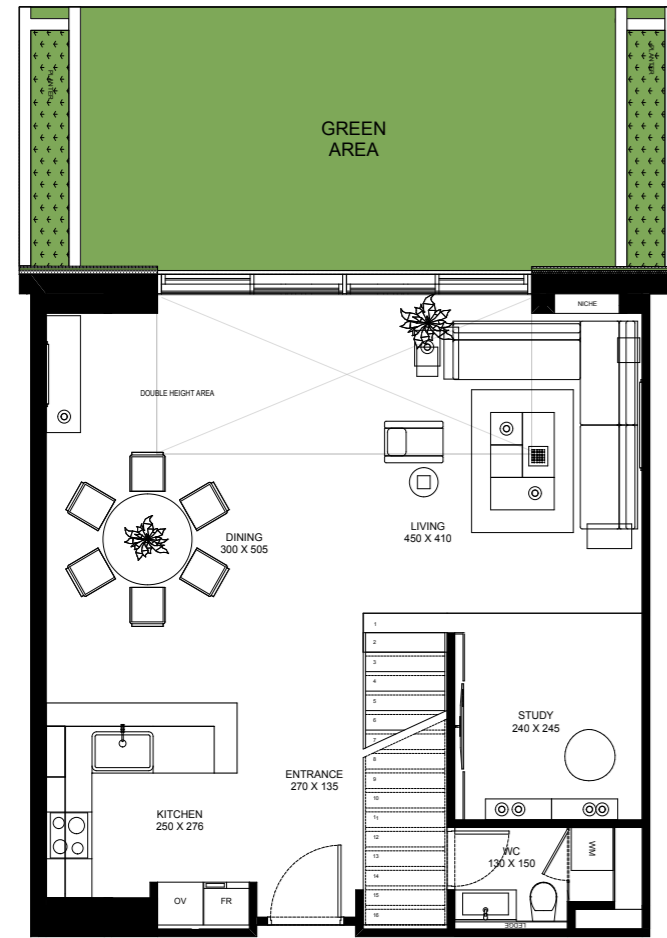 PLANTER
PLANTER
GREEN
AREA
NICHE
DOUBLE HEIGHT AREA
DINING
300 X 505
LIVING
450 X 410
1
2
3
4
5
6
7
8
9
10
11
12
13
14
15
16
STUDY
240 X 245
ENTRANCE
270 X 135
KITCHEN
250 X 276
WC
130 X 150
WM
OV
FR
LEDGE